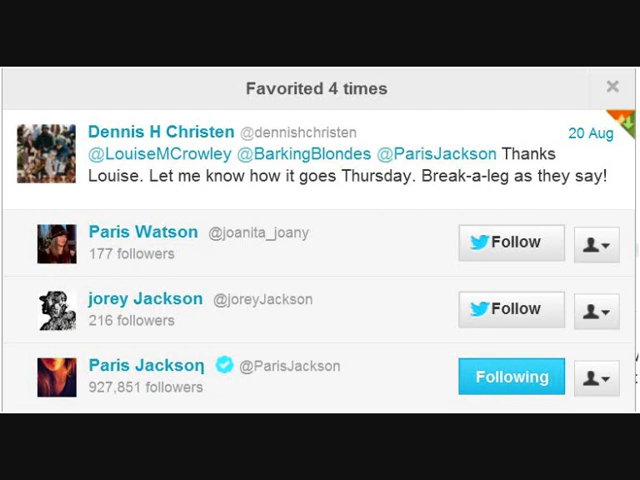 Favorited 4 times
Dennis H Christen @dennishchristen 20 Aug
@LouiseMCrowley @BarkingBlondes @ParisJackson Thanks
Louise. Let me know how it goes Thursday. Break-a-leg as they say!
Paris Watson @joanita_joany
177 followers
Follow
jorey Jackson @joreyJackson
216 followers
Follow
Paris Jacksoη @ParisJackson
927,851 followers
Following